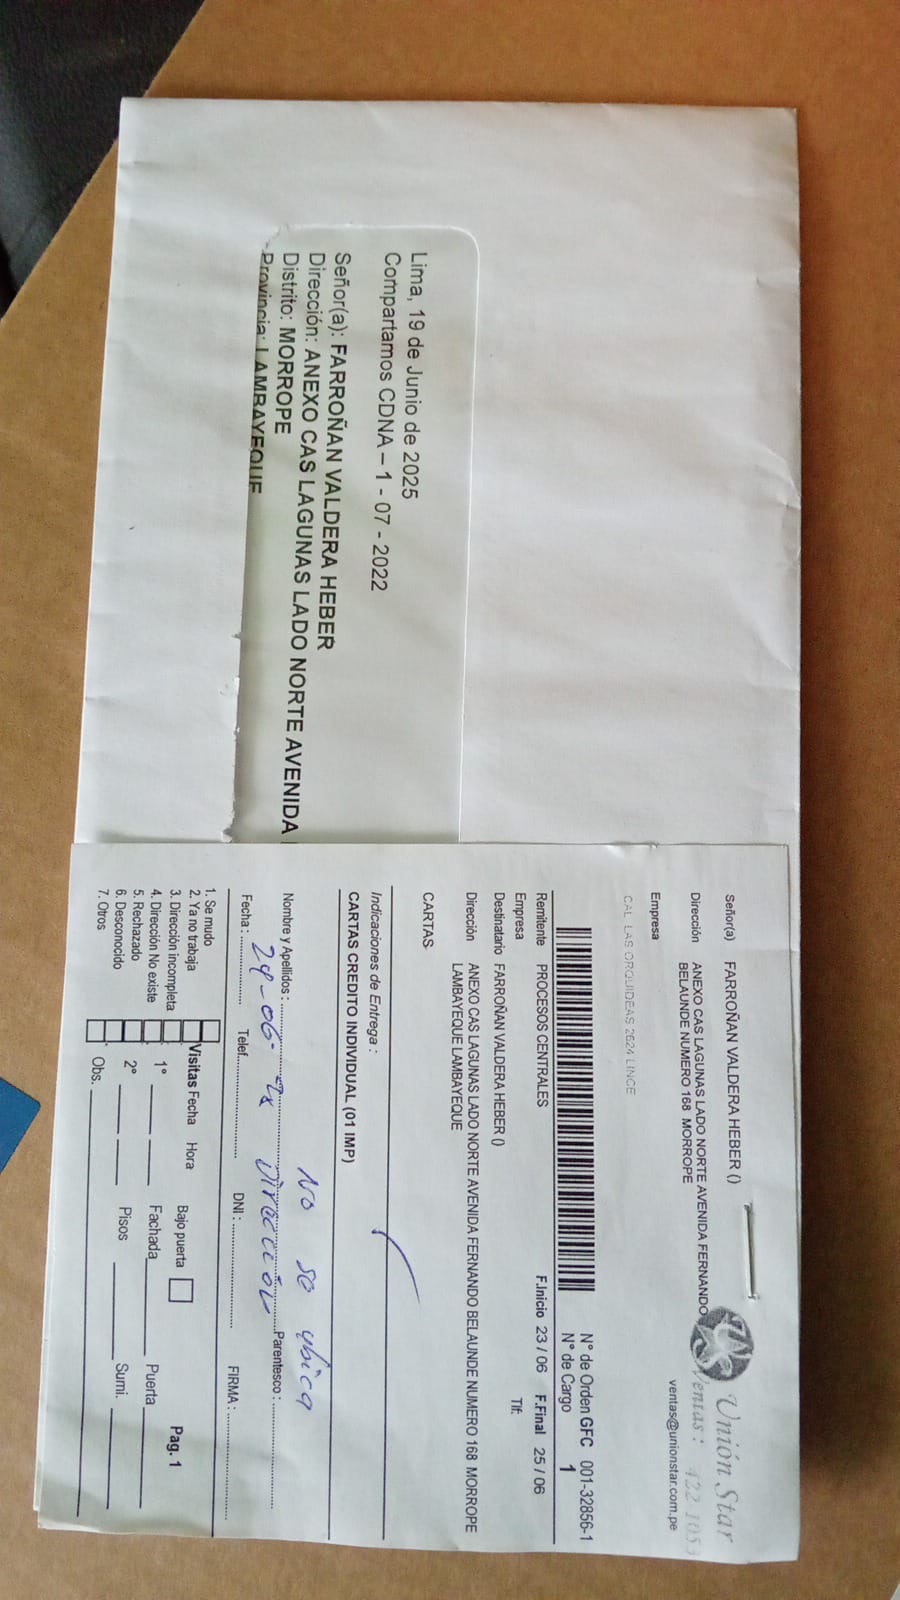 Lima, 19 de Junio de 2025
Compartamos CDNA – 1 - 07 - 2022
Señor(a): FARROÑAN VALDERA HEBER
Dirección: ANEXO CAS LAGUNAS LADO NORTE AVENIDA
Distrito: MORROPE
Provincia: LAMBAYEQUE
Unión Star
Ventas: 422 1053
ventas@unionstar.com.pe
Señor(a) FARROÑAN VALDERA HEBER ()
Dirección ANEXO CAS LAGUNAS LADO NORTE AVENIDA FERNANDO
BELAUNDE NUMERO 168 MORROPE
Empresa
CAL LAS ORQUIDEAS 2624 LINCE
N° de Orden GFC 001-32856-1
N° de Cargo 1
Remitente PROCESOS CENTRALES
F.Inicio 23 / 06 F.Final 25 / 06
Empresa
Tlf:
Destinatario FARROÑAN VALDERA HEBER ()
Dirección ANEXO CAS LAGUNAS LADO NORTE AVENIDA FERNANDO BELAUNDE NUMERO 168 MORROPE
LAMBAYEQUE LAMBAYEQUE
CARTAS-
Indicaciones de Entrega :
CARTAS CREDITO INDIVIDUAL (01 IMP)
No se ubica
Nombre y Apellidos : Parentesco :
Dirección
Fecha : Telef. DNI : FIRMA :
1. Se mudo
2. Ya no trabaja
3. Dirección incompleta
4. Dirección No existe
5. Rechazado
6. Desconocido
7. Otros
Visitas Fecha Hora
1°
2°
Obs.
Bajo puerta
Fachada
Pisos
Puerta
Sumi.
Pag. 1